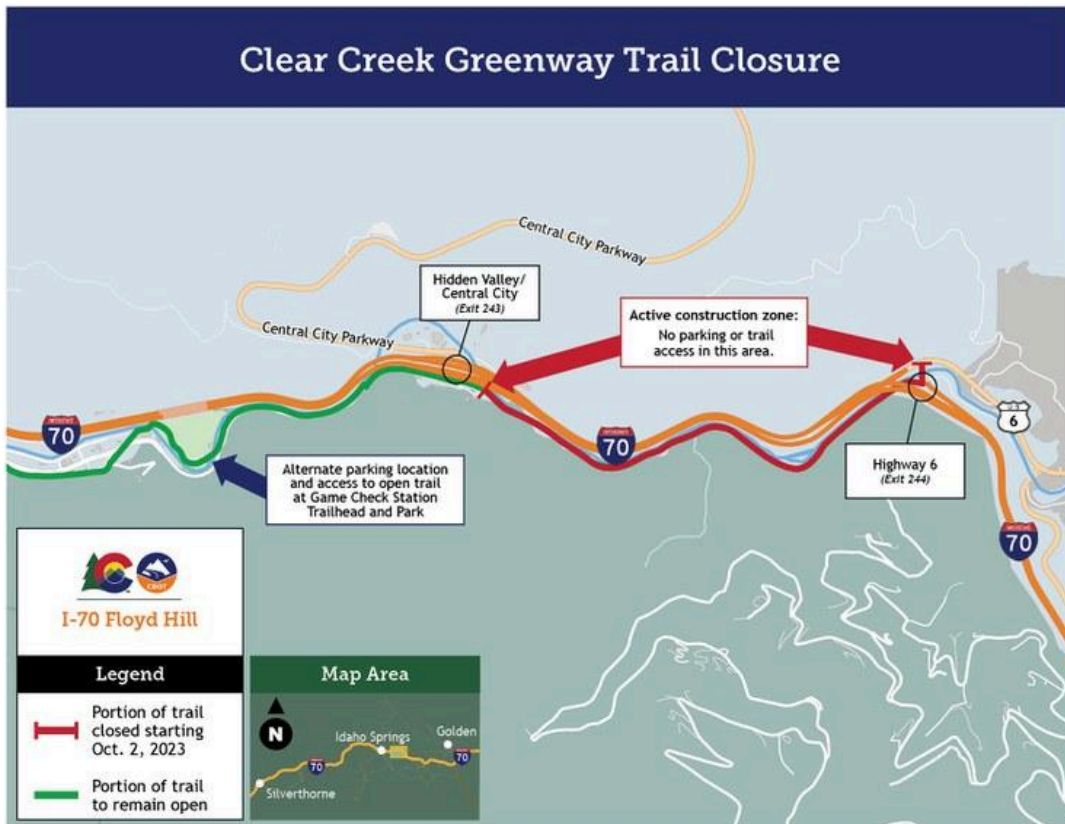 Clear Creek Greenway Trail Closure
Central City Parkway
Hidden Valley/
Central City
(Exit 243)
Central City Parkway
Active construction zone:
No parking or trail
access in this area.
INTERSTATE
70
Alternate parking location
and access to open trail
at Game Check Station
Trailhead and Park
INTERSTATE
70
Highway 6
(Exit 244)
U.S.
6
INTERSTATE
70
CDOT
I-70 Floyd Hill
Legend
Portion of trail
closed starting
Oct. 2, 2023
Portion of trail
to remain open
Map Area
N
Idaho Springs
Golden
70
70
Silverthorne